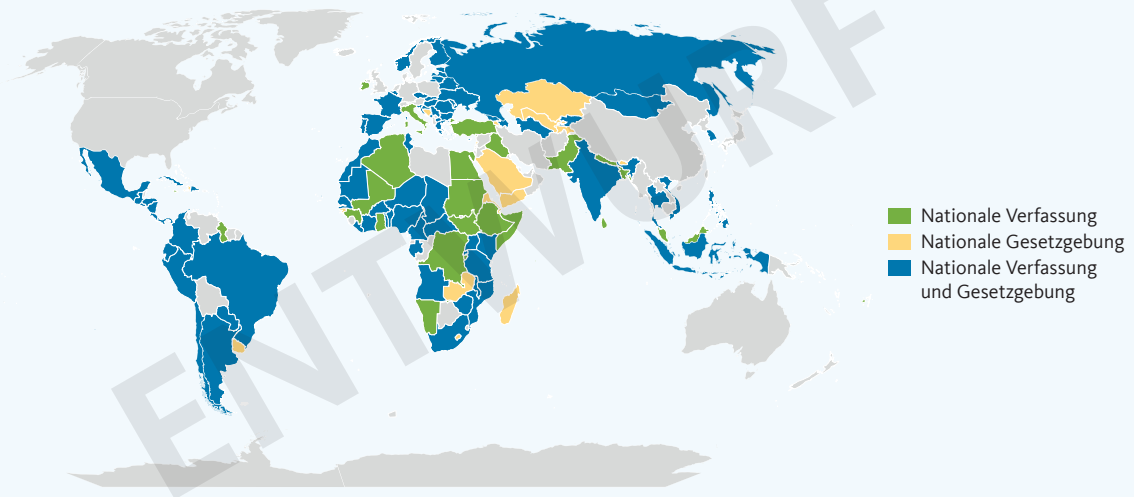 ENTWURF
Nationale Verfassung
Nationale Gesetzgebung
Nationale Verfassung
und Gesetzgebung